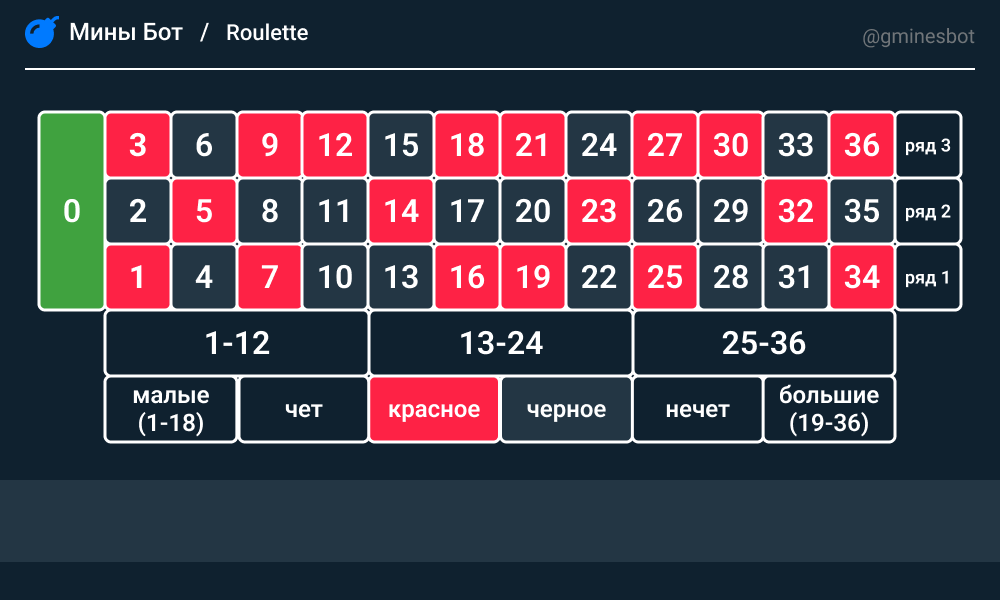 Мины Бот / Roulette
@gminesbot
3 6 9 12 15 18 21 24 27 30 33 36 ряд 3
0 2 5 8 11 14 17 20 23 26 29 32 35 ряд 2
1 4 7 10 13 16 19 22 25 28 31 34 ряд 1
1-12 13-24 25-36
малые
(1-18)
чет
красное
черное
нечет
большие
(19-36)